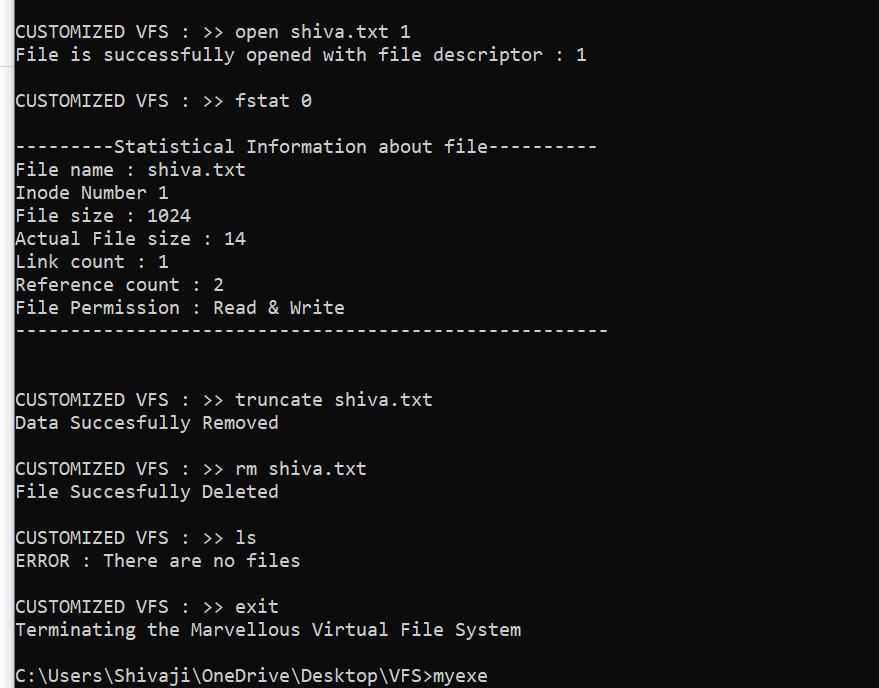 CUSTOMIZED VFS : >> open shiva.txt 1
File is successfully opened with file descriptor : 1
CUSTOMIZED VFS : >> fstat 0
---------Statistical Information about file----------
File name : shiva.txt
Inode Number 1
File size : 1024
Actual File size : 14
Link count : 1
Reference count : 2
File Permission : Read & Write
------------------------------------------------------
CUSTOMIZED VFS : >> truncate shiva.txt
Data Succesfully Removed
CUSTOMIZED VFS : >> rm shiva.txt
File Succesfully Deleted
CUSTOMIZED VFS : >> ls
ERROR : There are no files
CUSTOMIZED VFS : >> exit
Terminating the Marvellous Virtual File System
C:\Users\Shivaji\OneDrive\Desktop\VFS>myexe